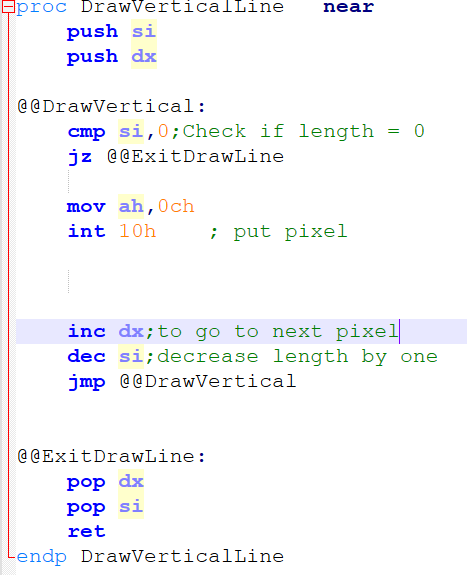 proc DrawVerticalLine   near
    push si
    push dx

@@DrawVertical:
    cmp si,0;Check if length = 0
    jz @@ExitDrawLine

    mov ah,0ch
    int 10h    ; put pixel

    inc dx;to go to next pixel
    dec si;decrease length by one
    jmp @@DrawVertical

@@ExitDrawLine:
    pop dx
    pop si
    ret
endp DrawVerticalLine